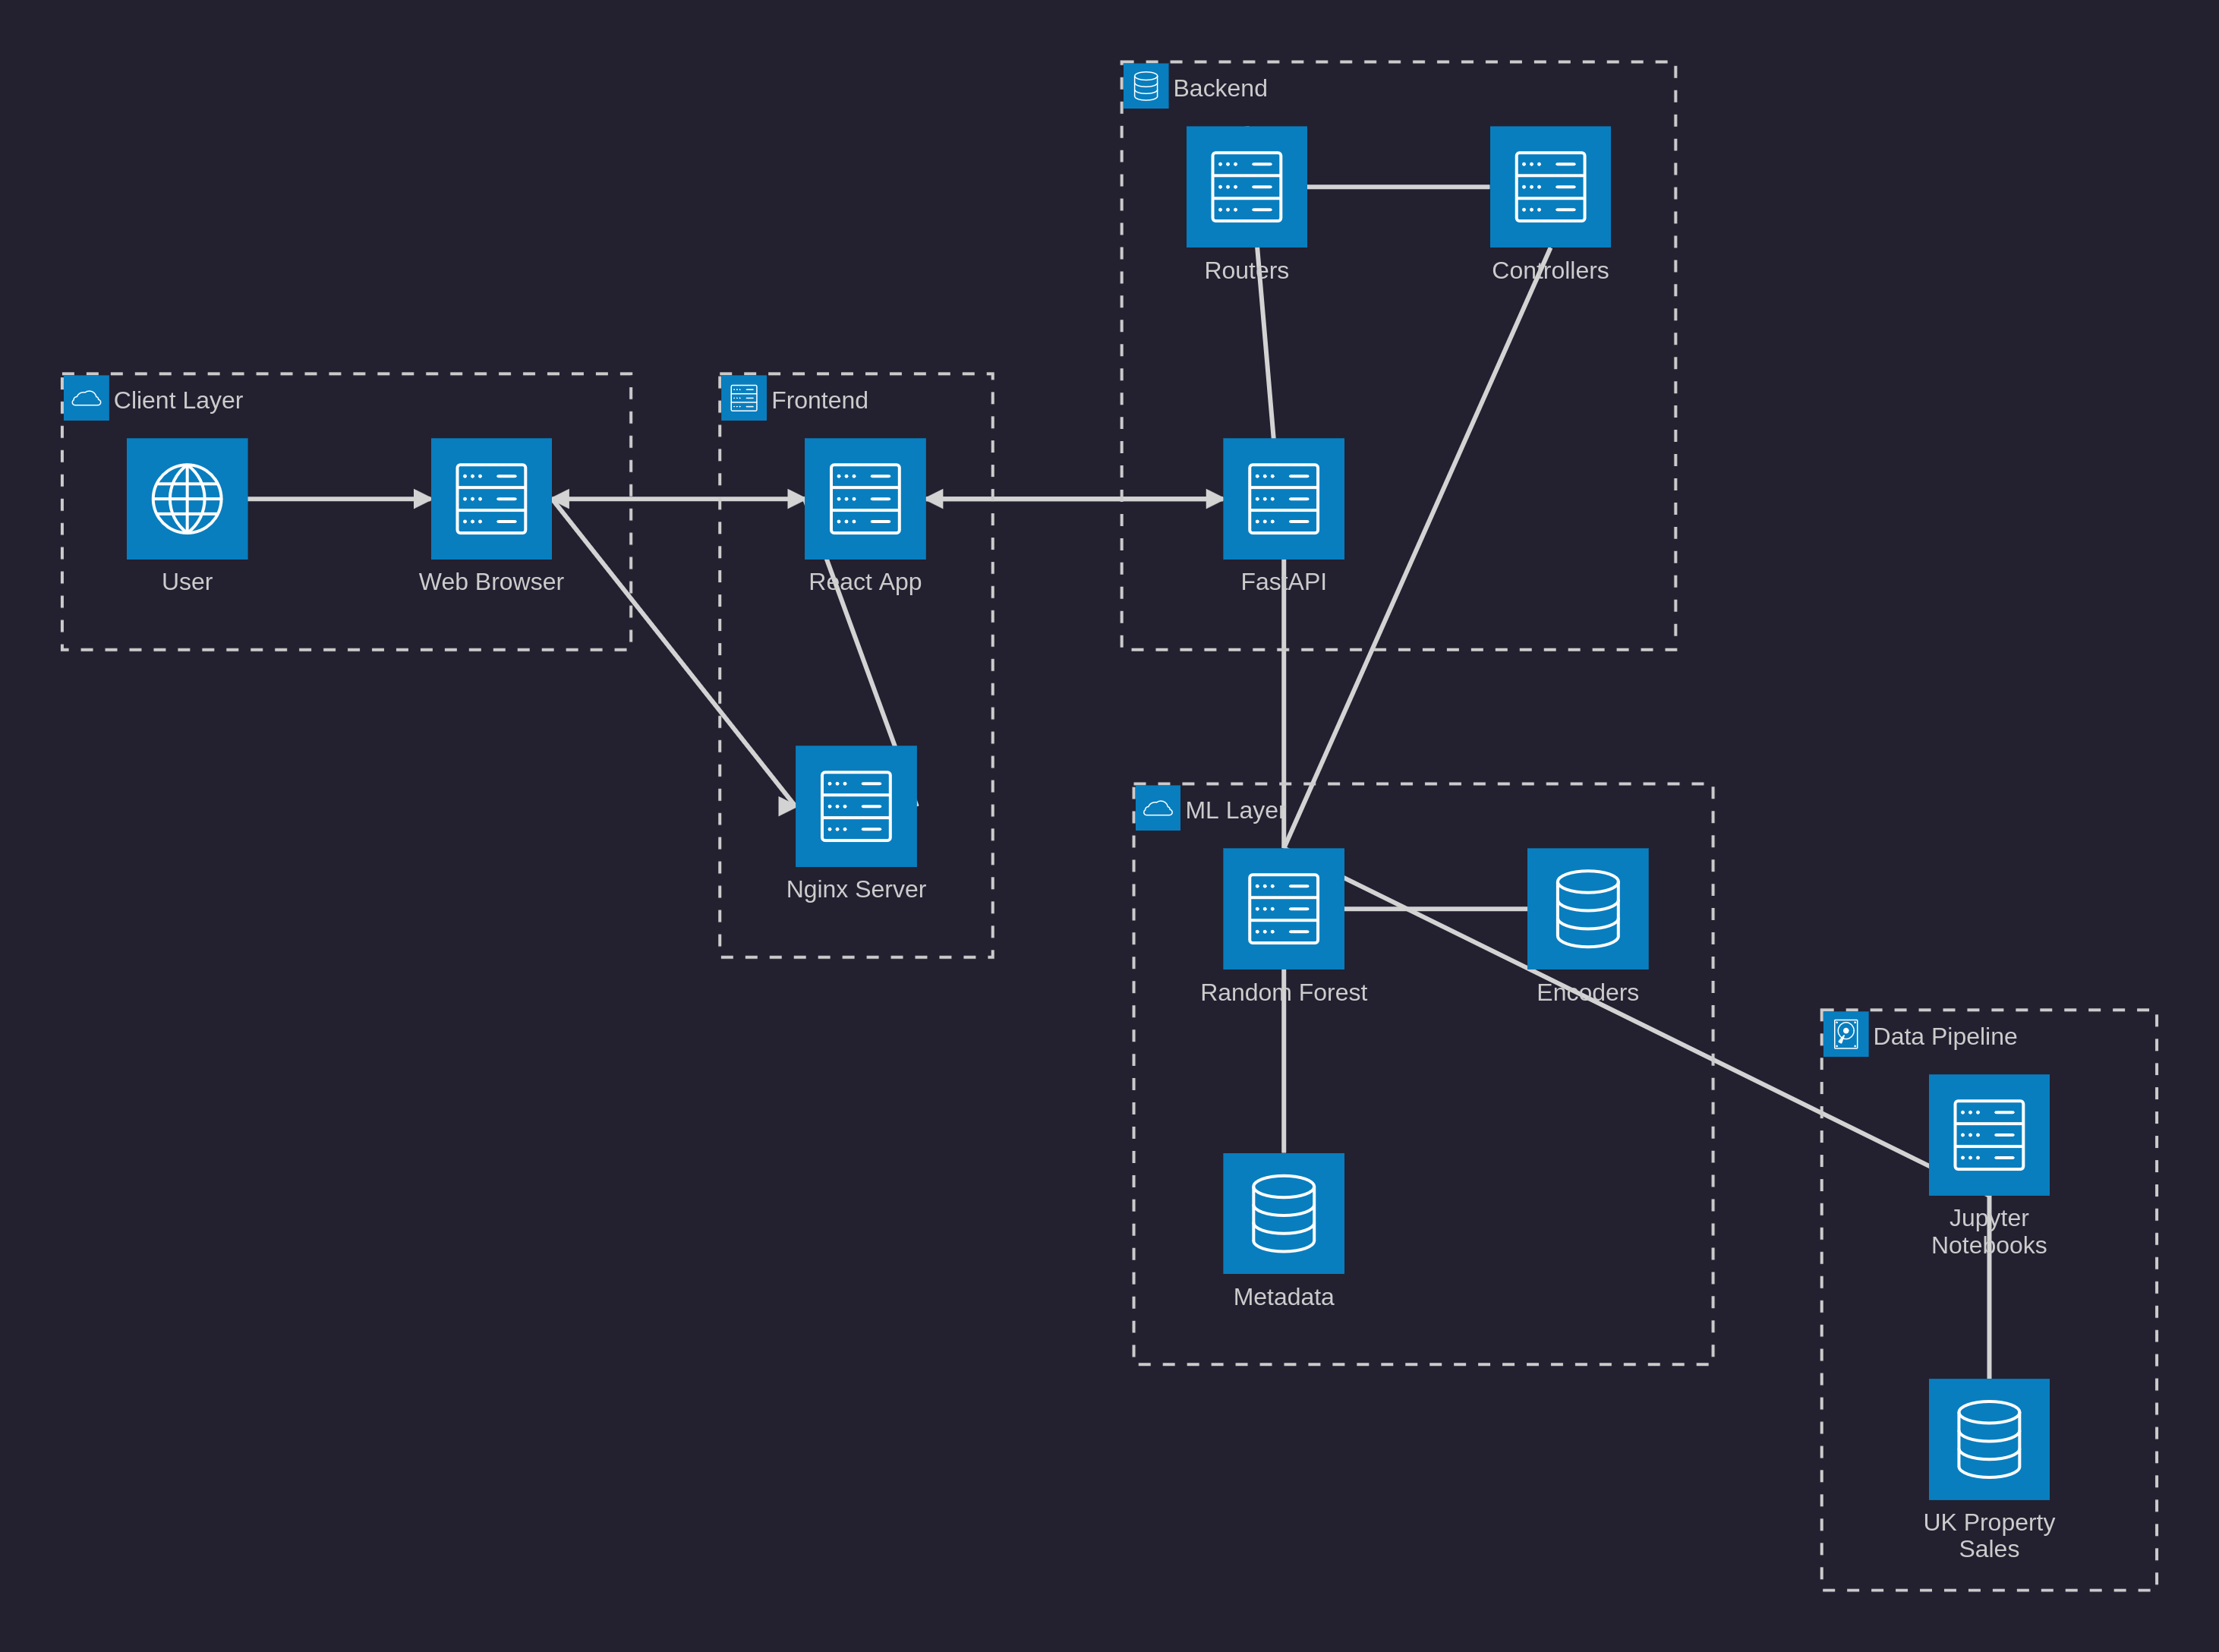 Backend
Routers
Controllers
Client Layer
Frontend
User
Web Browser
React App
FastAPI
ML Layer
Nginx Server
Random Forest
Encoders
Data Pipeline
Jupyter
Notebooks
Metadata
UK Property
Sales